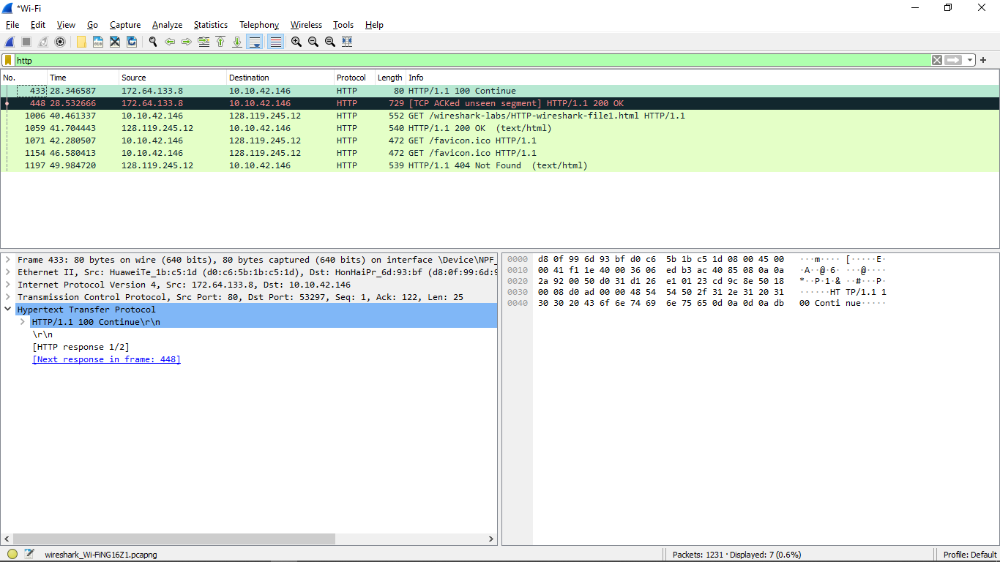 *Wi-Fi
File Edit View Go Capture Analyze Statistics Telephony Wireless Tools Help
http
No. Time Source Destination Protocol Length Info
433 28.346587 172.64.133.8 10.10.42.146 HTTP 80 HTTP/1.1 100 Continue
448 28.532666 172.64.133.8 10.10.42.146 HTTP 729 [TCP ACKed unseen segment] HTTP/1.1 200 OK
1006 40.461337 10.10.42.146 128.119.245.12 HTTP 552 GET /wireshark-labs/HTTP-wireshark-file1.html HTTP/1.1
1059 41.704443 128.119.245.12 10.10.42.146 HTTP 540 HTTP/1.1 200 OK (text/html)
1071 42.280507 10.10.42.146 128.119.245.12 HTTP 472 GET /favicon.ico HTTP/1.1
1154 46.580413 10.10.42.146 128.119.245.12 HTTP 472 GET /favicon.ico HTTP/1.1
1197 49.984720 128.119.245.12 10.10.42.146 HTTP 539 HTTP/1.1 404 Not Found (text/html)
Frame 433: 80 bytes on wire (640 bits), 80 bytes captured (640 bits) on interface \Device\NPF_
Ethernet II, Src: HuaweiTe_1b:c5:1d (d0:c6:5b:1b:c5:1d), Dst: HonHaiPr_6d:93:bf (d8:0f:99:6d:9
Internet Protocol Version 4, Src: 172.64.133.8, Dst: 10.10.42.146
Transmission Control Protocol, Src Port: 80, Dst Port: 53297, Seq: 1, Ack: 122, Len: 25
Hypertext Transfer Protocol
HTTP/1.1 100 Continue\r\n
\r\n
[HTTP response 1/2]
[Next response in frame: 448]
0000 d8 0f 99 6d 93 bf d0 c6 5b 1b c5 1d 08 00 45 00 ···m···· [·····E·
0010 00 41 f1 1e 40 00 36 06 ed b3 ac 40 85 08 0a 0a ·A··@·6· ···@····
0020 2a 92 00 50 d0 31 d1 26 e1 01 23 cd 9c 8e 50 18 *··P·1·& ··#···P·
0030 00 08 d0 ad 00 00 48 54 54 50 2f 31 2e 31 20 31 ······HT TP/1.1 1
0040 30 30 20 43 6f 6e 74 69 6e 75 65 0d 0a 0d 0a db 00 Conti nue·····
wireshark_Wi-FiNG16Z1.pcapng
Packets: 1231 · Displayed: 7 (0.6%)
Profile: Default